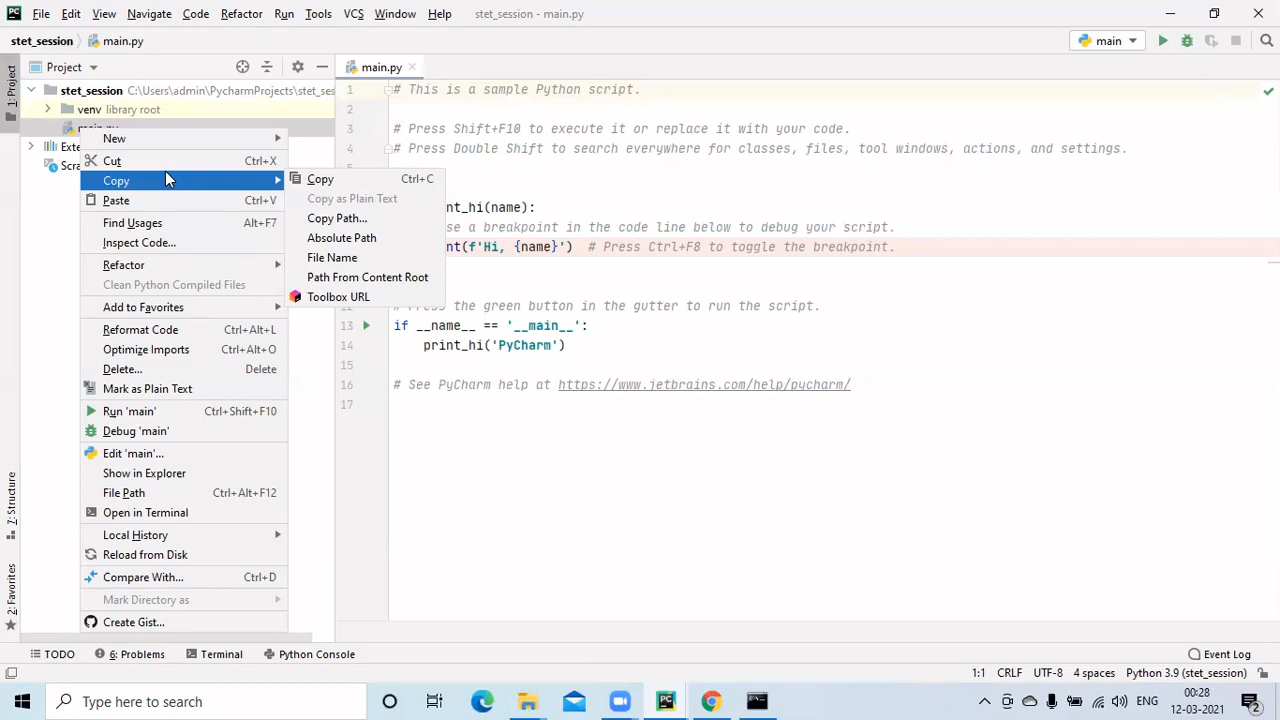 PC File Edit View Navigate Code Refactor Run Tools VCS Window Help stet_session - main.py
stet_session main.py
main
1: Project
Project
main.py
stet_session C:\Users\admin\PycharmProjects\stet_ses
venv library root
main.py
Exte
Scra
New
Cut Ctrl+X
Copy
Paste Ctrl+V
Find Usages Alt+F7
Inspect Code...
Refactor
Clean Python Compiled Files
Add to Favorites
Reformat Code Ctrl+Alt+L
Optimize Imports Ctrl+Alt+O
Delete... Delete
Mark as Plain Text
Run 'main' Ctrl+Shift+F10
Debug 'main'
Edit 'main'...
Show in Explorer
File Path Ctrl+Alt+F12
Open in Terminal
Local History
Reload from Disk
Compare With... Ctrl+D
Mark Directory as
Create Gist...
Copy Ctrl+C
Copy as Plain Text
Copy Path...
Absolute Path
File Name
Path From Content Root
Toolbox URL
1 # This is a sample Python script.
2
3 # Press Shift+F10 to execute it or replace it with your code.
4 # Press Double Shift to search everywhere for classes, files, tool windows, actions, and settings.
nt_hi(name):
se a breakpoint in the code line below to debug your script.
nt(f'Hi, {name}') # Press Ctrl+F8 to toggle the breakpoint.
the green button in the gutter to run the script.
13 if __name__ == '__main__':
14 print_hi('PyCharm')
15
16 # See PyCharm help at https://www.jetbrains.com/help/pycharm/
17
7: Structure
2: Favorites
TODO 6: Problems Terminal Python Console Event Log
1:1 CRLF UTF-8 4 spaces Python 3.9 (stet_session)
Type here to search
ENG
00:28
12-03-2021
2